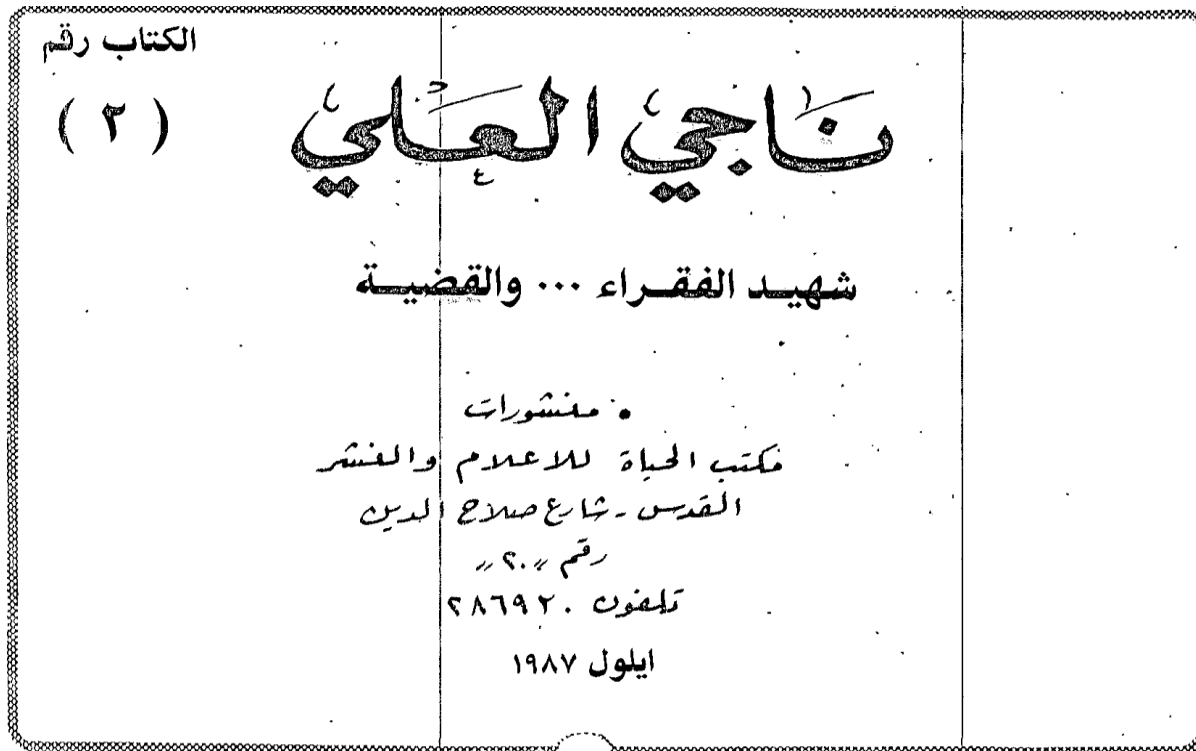 الكتاب رقم
( ٢ )
ناجي العلي
شهيد الفقراء ... والقضية
• منشورات
مكتب الحياة للاعلام والنشر
القدس - شارع صلاح الدين
رقم "٢٠"
تلفون ٢٨٦٩٢٠
ايلول ١٩٨٧